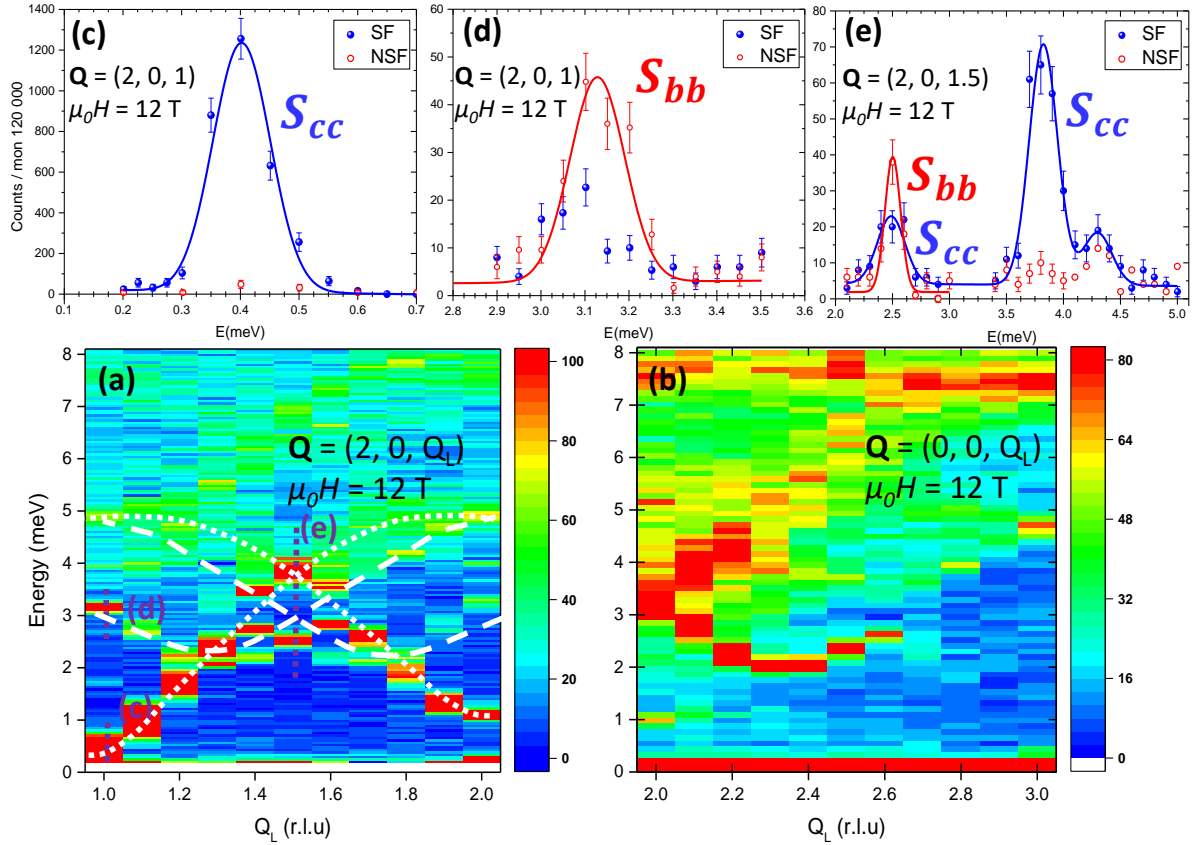 (c)
SF
NSF
Q = (2, 0, 1)
μ0H = 12 T
Scc
Counts / mon 120 000
1400
1200
1000
800
600
400
200
0
0.2 0.3 0.4 0.5 0.6 0.7
E(meV)
(d)
SF
NSF
Q = (2, 0, 1)
μ0H = 12 T
Sbb
60
50
40
30
20
10
0
2.8 2.9 3.0 3.1 3.2 3.3 3.4 3.5 3.6
E(meV)
(e)
SF
NSF
Q = (2, 0, 1.5)
μ0H = 12 T
Scc
Sbb
Scc
80
70
60
50
40
30
20
10
0
2.0 2.5 3.0 3.5 4.0 4.5 5.0
E(meV)
(a)
Q = (2, 0, QL)
μ0H = 12 T
(e)
(d)
(c)
Energy (meV)
8
7
6
5
4
3
2
1
0
1.0 1.2 1.4 1.6 1.8 2.0
QL (r.l.u)
100
80
60
40
20
0
(b)
Q = (0, 0, QL)
μ0H = 12 T
8
7
6
5
4
3
2
1
0
2.0 2.2 2.4 2.6 2.8 3.0
QL (r.l.u)
80
64
48
32
16
0